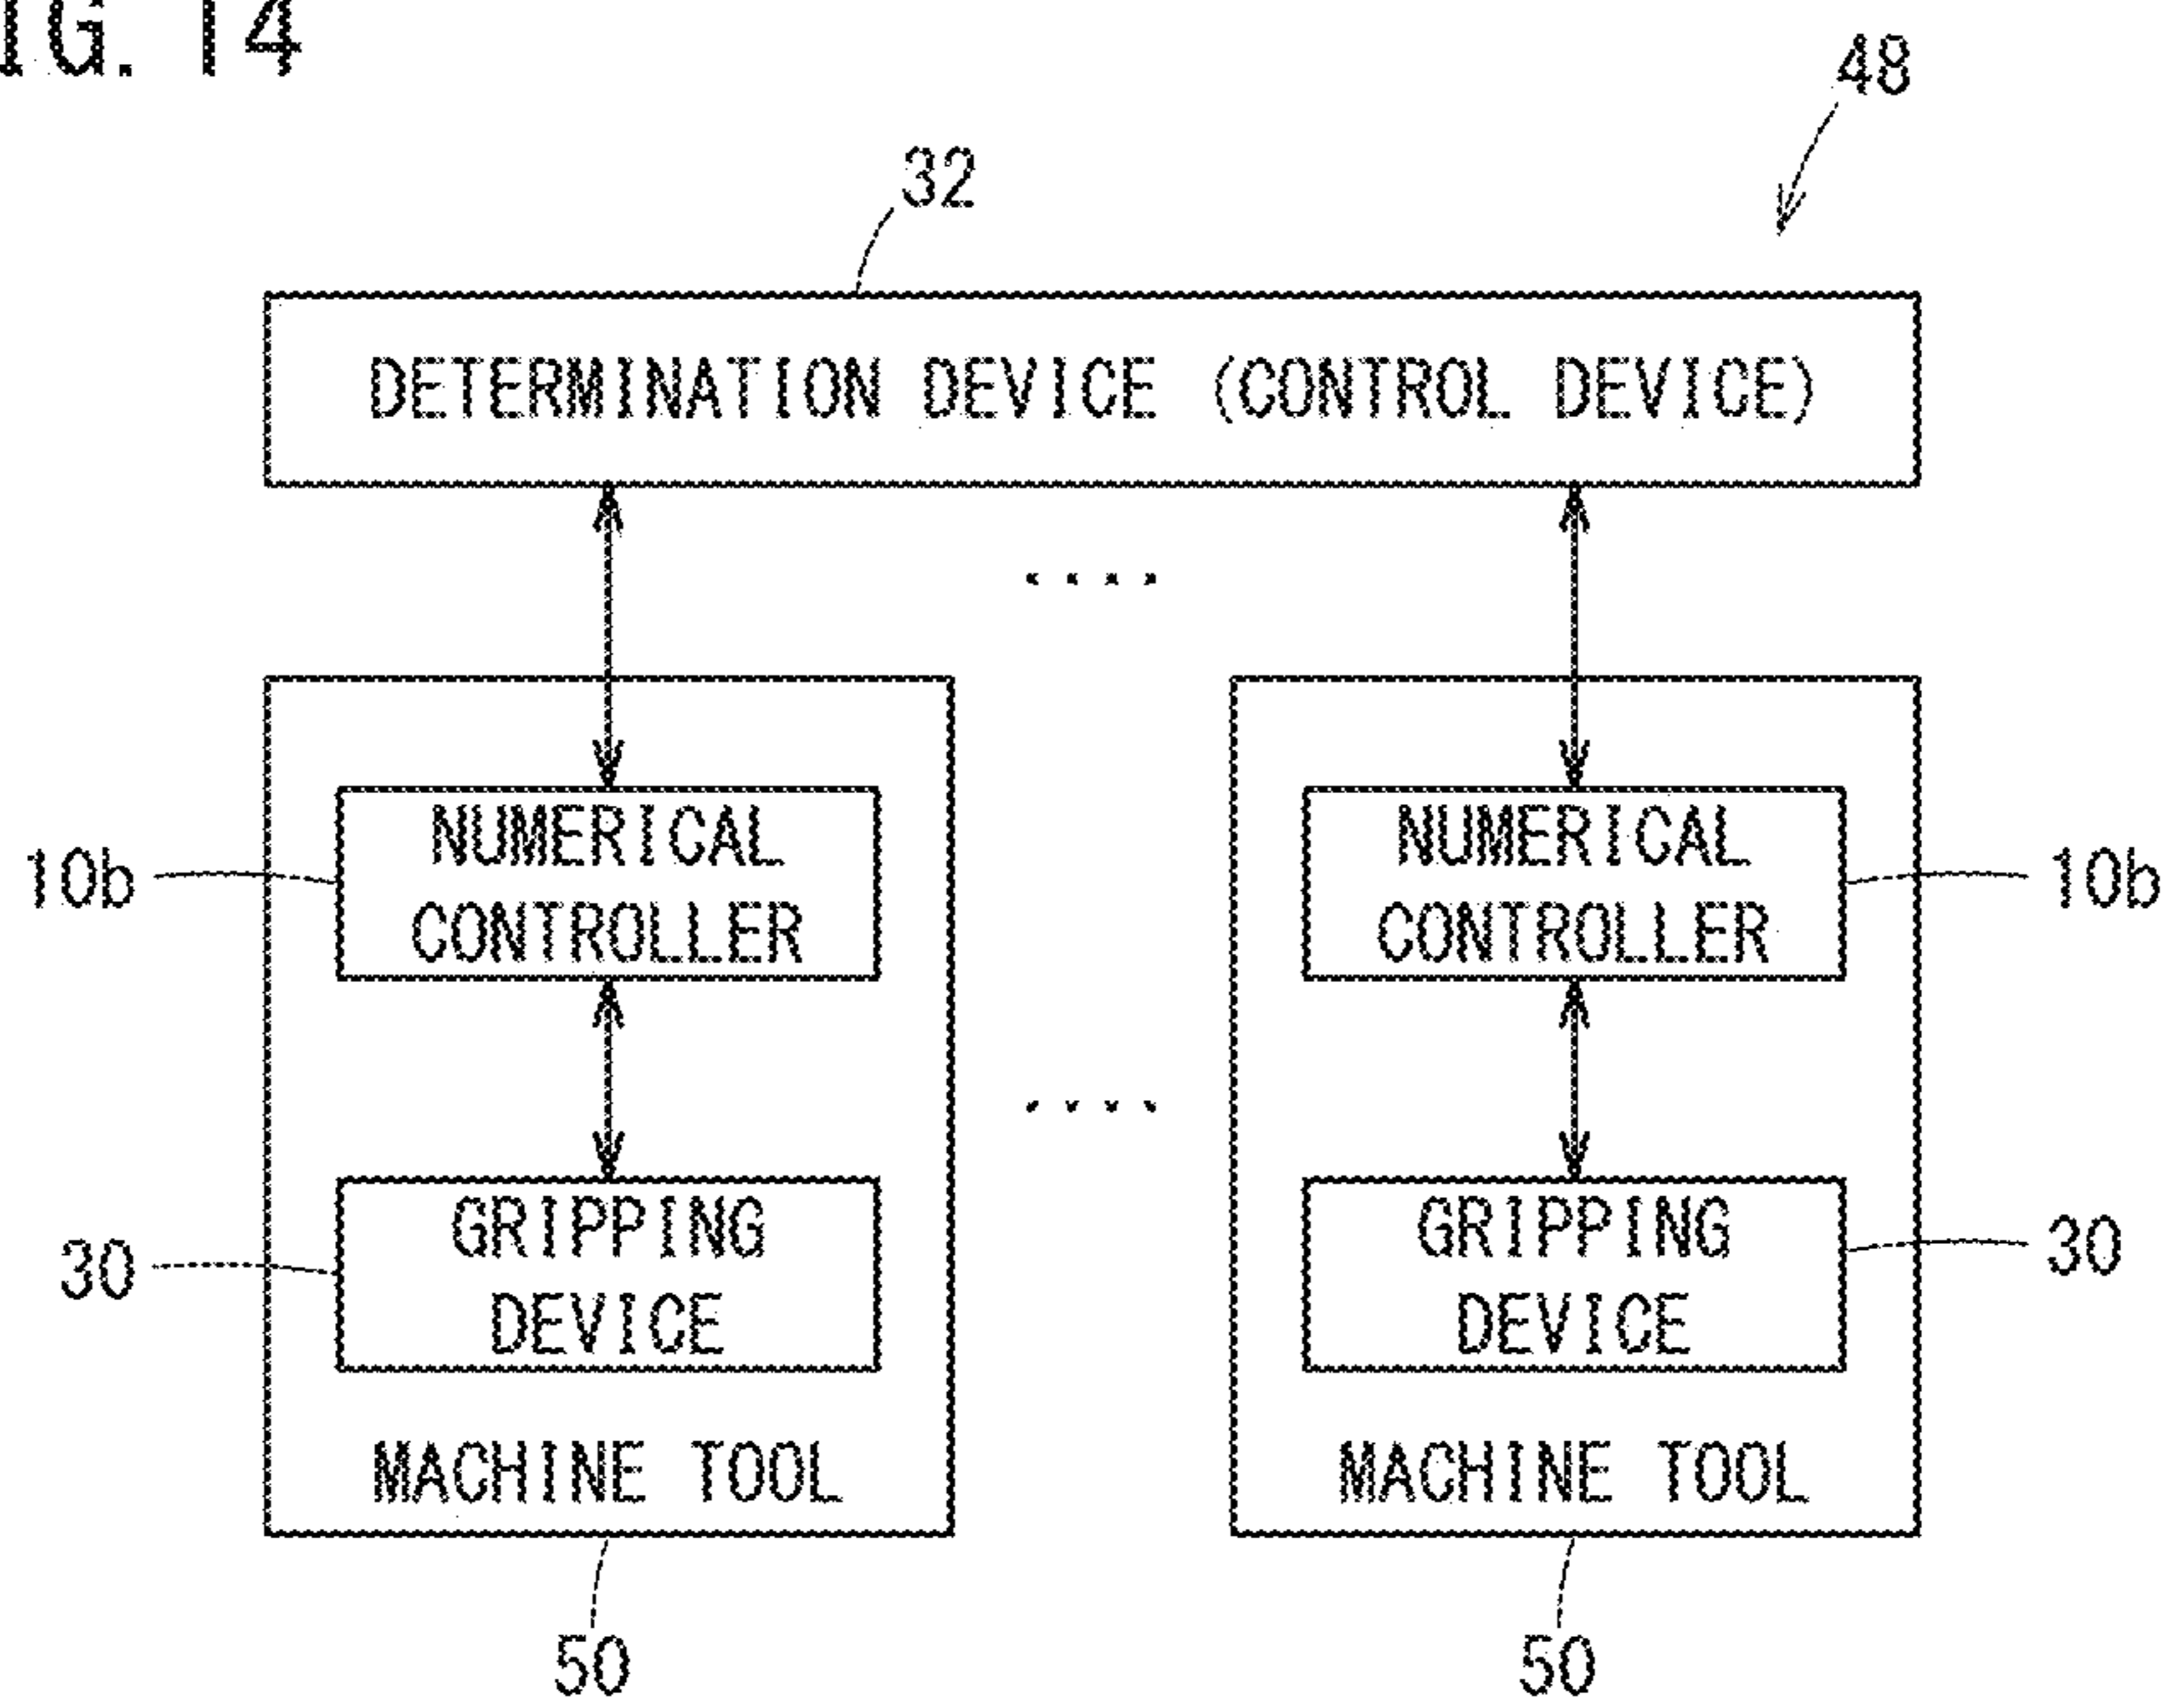 IG. 14
48
32
DETERMINATION DEVICE (CONTROL DEVICE)
. . . .
NUMERICAL
CONTROLLER
10b
NUMERICAL
CONTROLLER
10b
. . . .
GRIPPING
DEVICE
30
GRIPPING
DEVICE
30
MACHINE TOOL
MACHINE TOOL
50
50